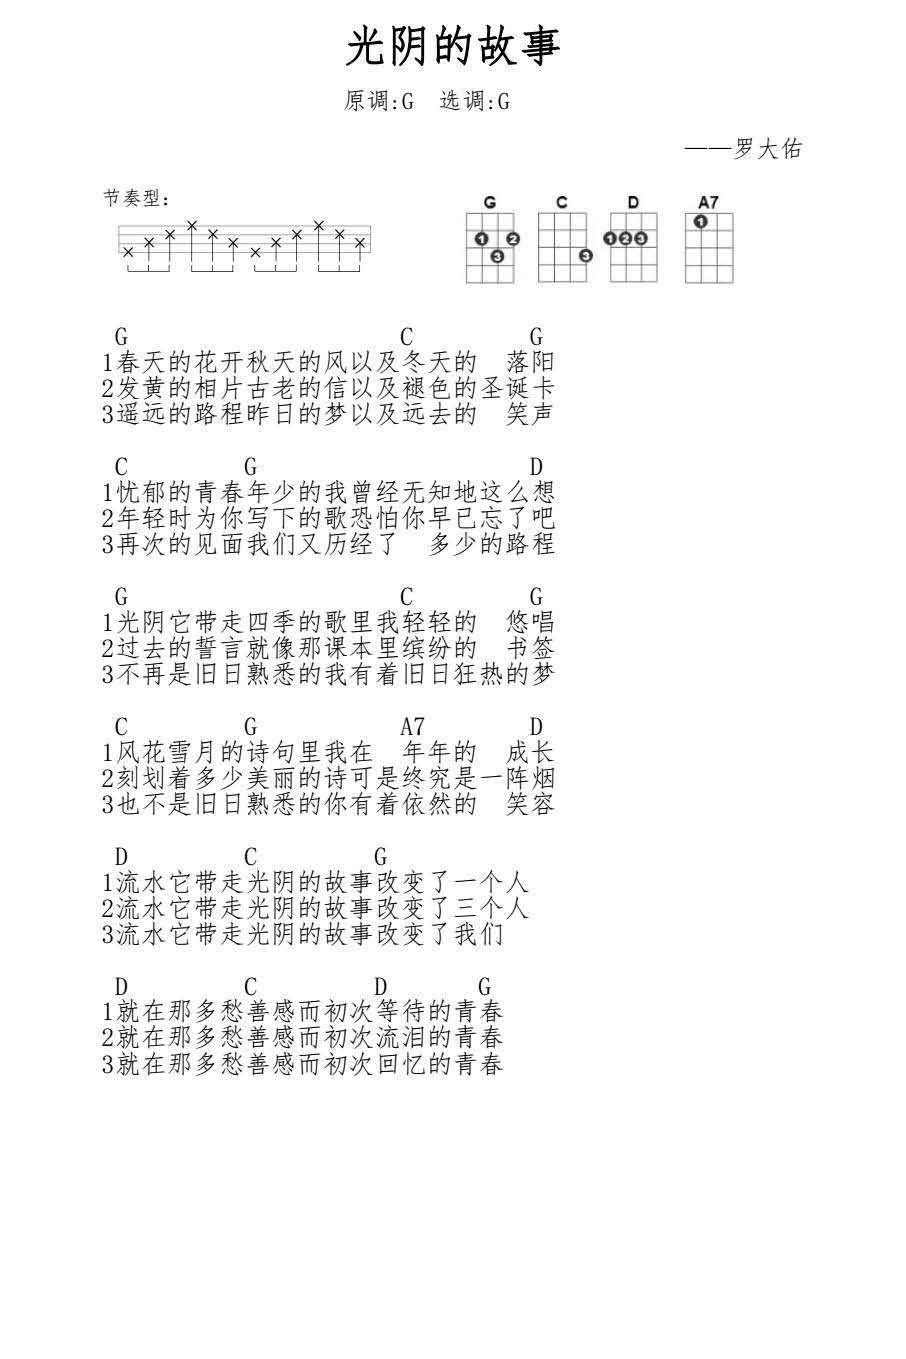 光阴的故事
原调:G 选调:G
——罗大佑
节奏型:
G C D A7
1 2 3 3 1 2 3 1
G C G
1春天的花开秋天的风以及冬天的 落阳
2发黄的相片古老的信以及褪色的圣诞卡
3遥远的路程昨日的梦以及远去的 笑声
C G D
1忧郁的青春年少的我曾经无知地这么想
2年轻时为你写下的歌恐怕你早已忘了吧
3再次的见面我们又历经了 多少的路程
G C G
1光阴它带走四季的歌里我轻轻的 悠唱
2过去的誓言就像那课本里缤纷的 书签
3不再是旧日熟悉的我有着旧日狂热的梦
C G A7 D
1风花雪月的诗句里我在 年年的 成长
2刻划着多少美丽的诗可是终究是一阵烟
3也不是旧日熟悉的你有着依然的 笑容
D C G
1流水它带走光阴的故事改变了一个人
2流水它带走光阴的故事改变了三个人
3流水它带走光阴的故事改变了我们
D C D G
1就在那多愁善感而初次等待的青春
2就在那多愁善感而初次流泪的青春
3就在那多愁善感而初次回忆的青春